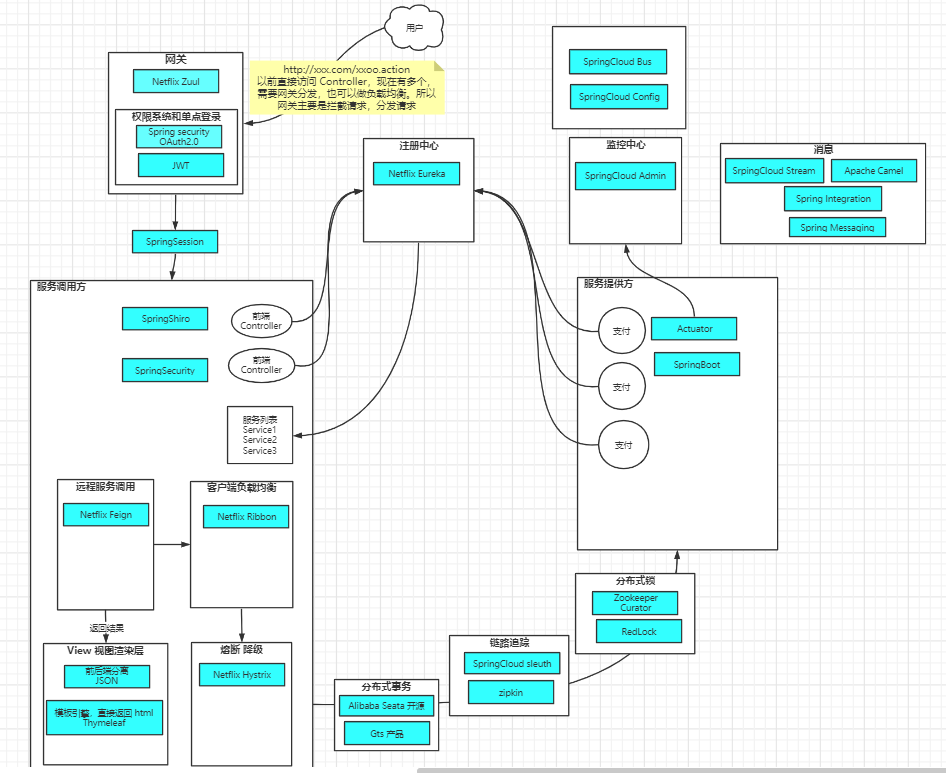 用户
网关
Netflix Zuul
权限系统和单点登录
Spring security
OAuth2.0
JWT
http://xxx.com/xxoo.action
以前直接访问 Controller，现在有多个，
需要网关分发，也可以做负载均衡。所以
网关主要是拦截请求，分发请求
SpringSession
注册中心
Netflix Eureka
SpringCloud Bus
SpringCloud Config
监控中心
SpringCloud Admin
消息
SrpingCloud Stream
Apache Camel
Spring Integration
Spring Messaging
服务调用方
SpringShiro
前端
Controller
SpringSecurity
前端
Controller
服务列表
Service1
Service2
Service3
远程服务调用
Netflix Feign
客户端负载均衡
Netflix Ribbon
返回结果
View 视图渲染层
前后端分离
JSON
模板引擎，直接返回 html
Thymeleaf
熔断 降级
Netflix Hystrix
服务提供方
支付
Actuator
SpringBoot
支付
支付
分布式锁
Zookeeper
Curator
RedLock
链路追踪
SpringCloud sleuth
zipkin
分布式事务
Alibaba Seata 开源
Gts 产品